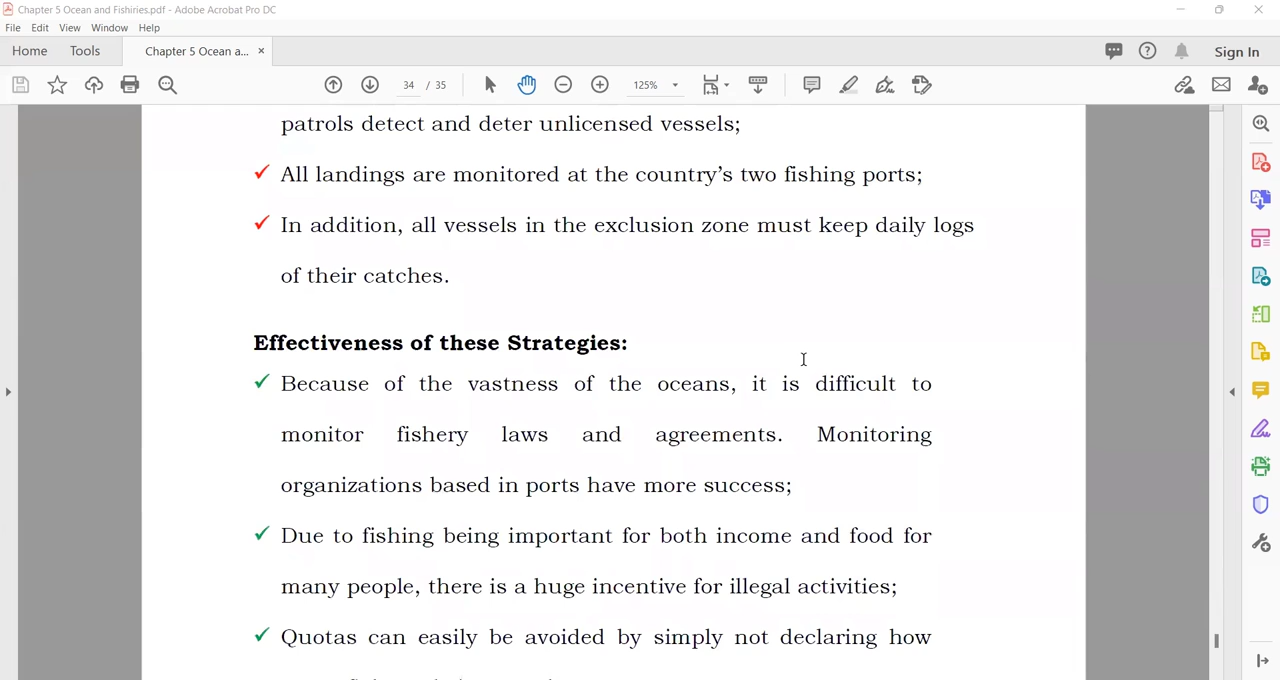 Chapter 5 Ocean and Fishiries.pdf - Adobe Acrobat Pro DC
File Edit View Window Help
Home Tools Chapter 5 Ocean a... ×
Sign In
34 / 35 125%
patrols detect and deter unlicensed vessels;
✓ All landings are monitored at the country's two fishing ports;
✓ In addition, all vessels in the exclusion zone must keep daily logs
of their catches.
Effectiveness of these Strategies:
✓ Because of the vastness of the oceans, it is difficult to
monitor fishery laws and agreements. Monitoring
organizations based in ports have more success;
✓ Due to fishing being important for both income and food for
many people, there is a huge incentive for illegal activities;
✓ Quotas can easily be avoided by simply not declaring how